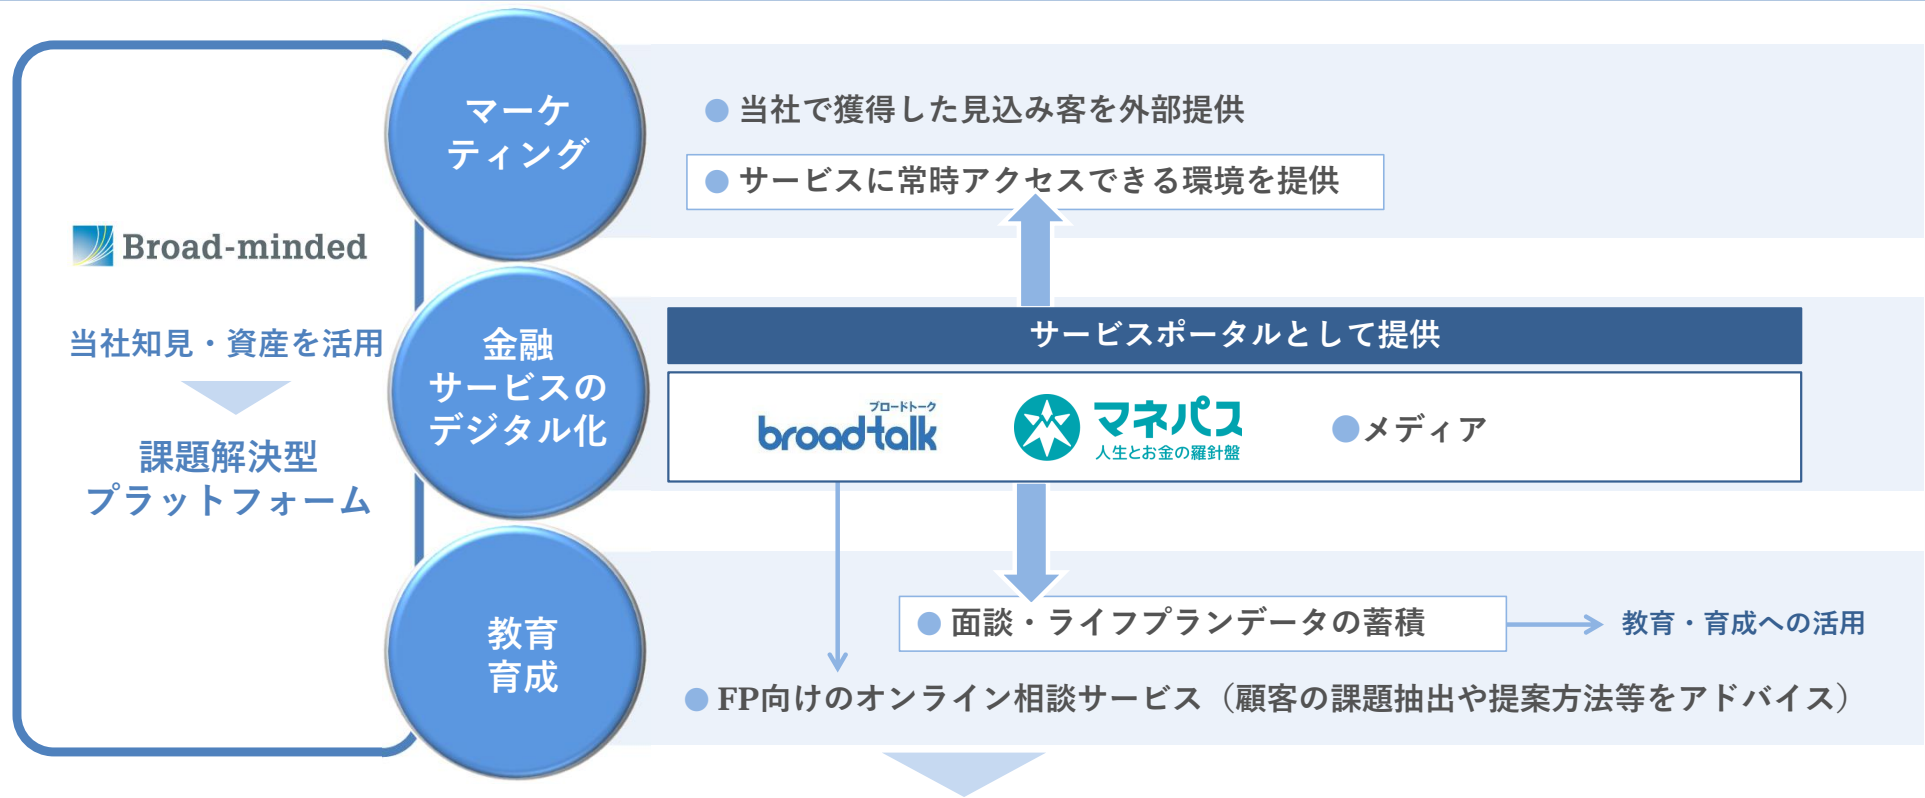 Broad-minded
当社知見・資産を活用
課題解決型
プラットフォーム
マーケ
ティング
● 当社で獲得した見込み客を外部提供
● サービスに常時アクセスできる環境を提供
金融
サービスの
デジタル化
サービスポータルとして提供
ブロードトーク
broadtalk
マネパス
人生とお金の羅針盤
●メディア
教育
育成
● 面談・ライフプランデータの蓄積
教育・育成への活用
● FP向けのオンライン相談サービス（顧客の課題抽出や提案方法等をアドバイス）